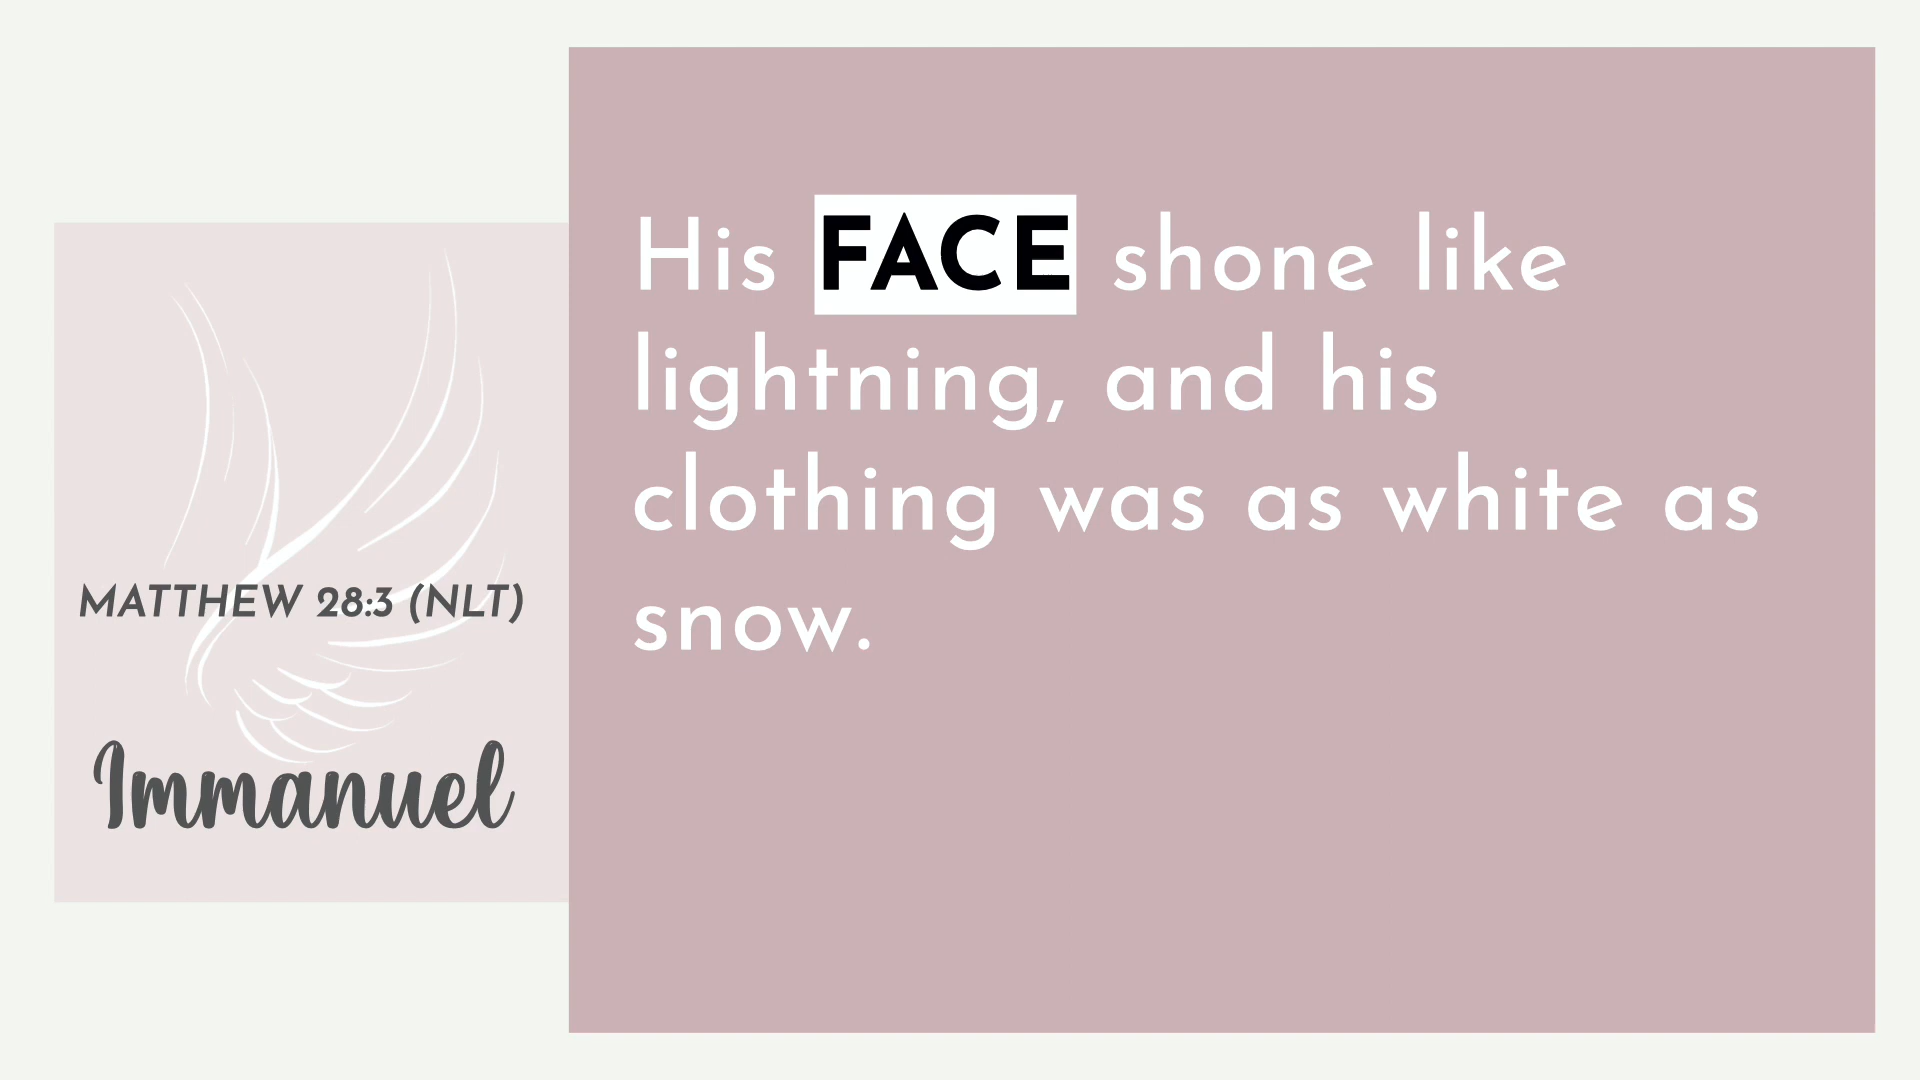 MATTHEW 28:3 (NLT)
Immanuel
His FACE shone like
lightning, and his
clothing was as white as
snow.